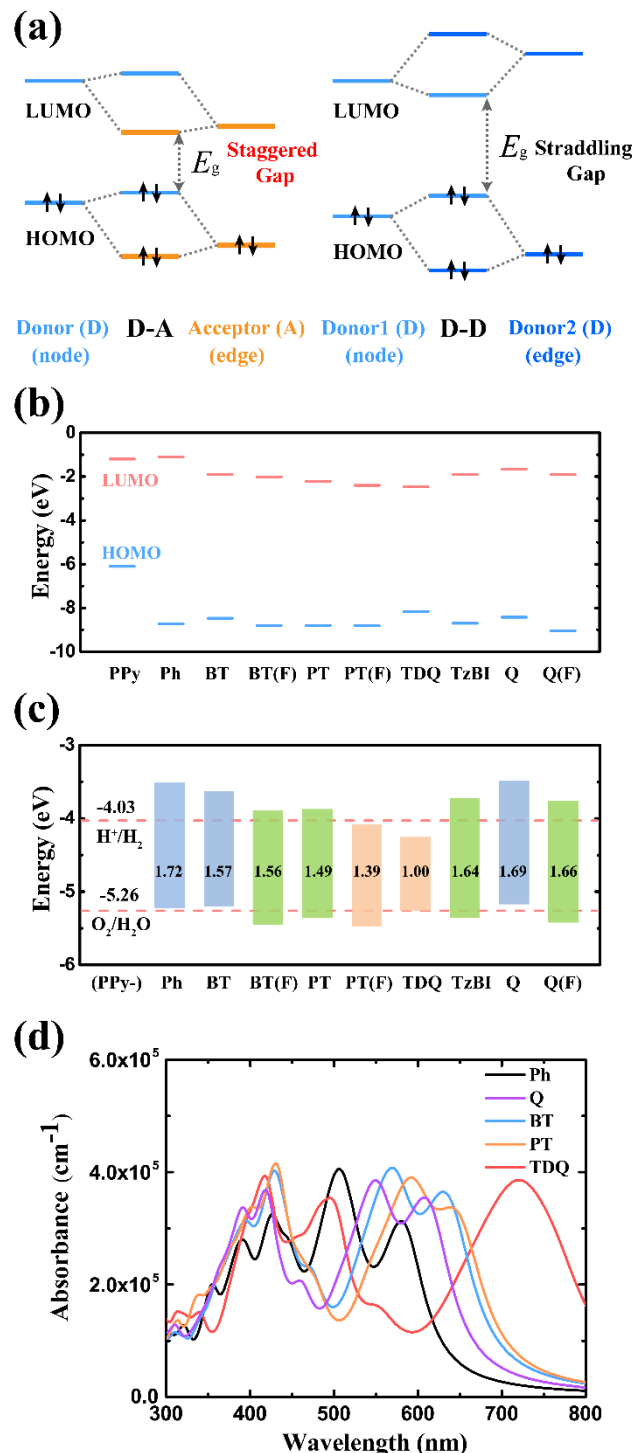 (a)
LUMO
Eg
Staggered
Gap
HOMO
Donor (D)
(node)
D-A
Acceptor (A)
(edge)
LUMO
Eg
Straddling
Gap
HOMO
Donor1 (D)
(node)
D-D
Donor2 (D)
(edge)
(b)
Energy (eV)
0
-2
-4
-6
-8
-10
LUMO
HOMO
PPy Ph BT BT(F) PT PT(F) TDQ TzBI Q Q(F)
(c)
Energy (eV)
-3
-4
-5
-6
-4.03
H⁺/H₂
-5.26
O₂/H₂O
1.72 1.57 1.56 1.49 1.39 1.00 1.64 1.69 1.66
(PPy-) Ph BT BT(F) PT PT(F) TDQ TzBI Q Q(F)
(d)
Absorbance (cm⁻¹)
6.0x10⁵
4.0x10⁵
2.0x10⁵
0.0
Ph
Q
BT
PT
TDQ
300 400 500 600 700 800
Wavelength (nm)